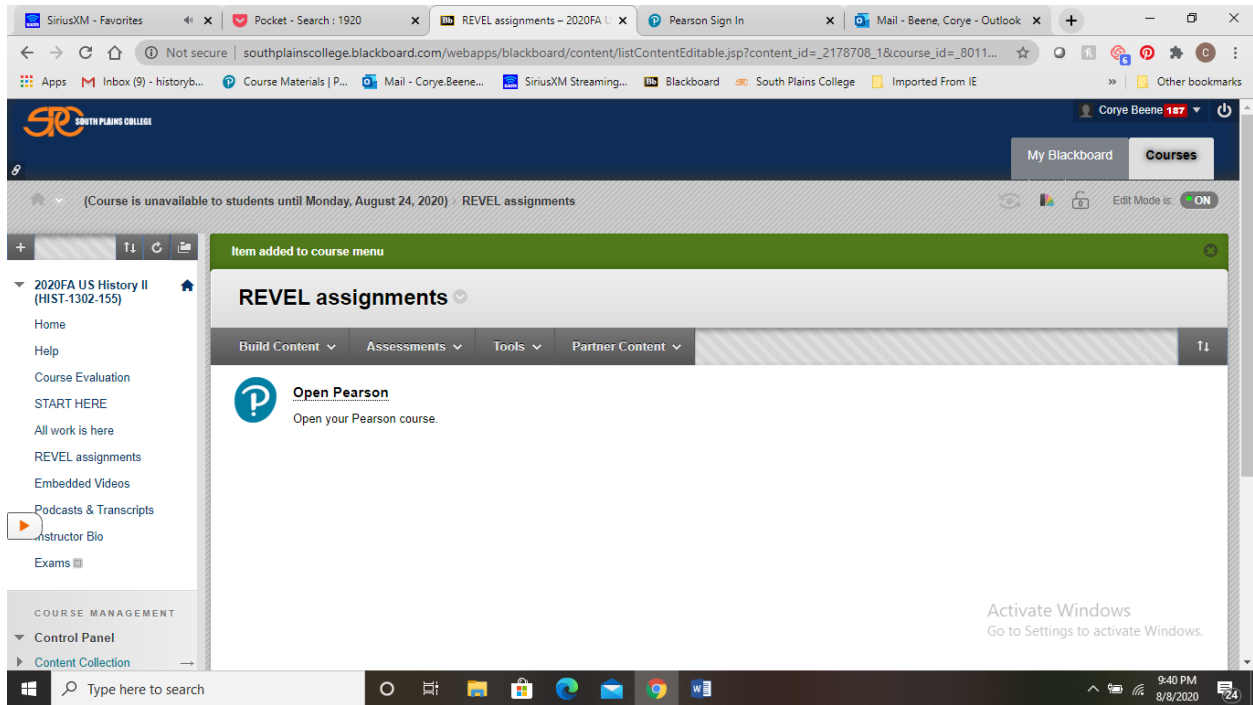 SiriusXM - Favorites
Pocket - Search : 1920
REVEL assignments – 2020FA U
Pearson Sign In
Mail - Beene, Corye - Outlook
Not secure | southplainscollege.blackboard.com/webapps/blackboard/content/listContentEditable.jsp?content_id=_2178708_1&course_id=_8011...
6
C
Apps
Inbox (9) - historyb...
Course Materials | P...
Mail - Corye.Beene...
SiriusXM Streaming...
Blackboard
South Plains College
Imported From IE
»
Other bookmarks
SPC SOUTH PLAINS COLLEGE
Corye Beene 187
My Blackboard
Courses
(Course is unavailable to students until Monday, August 24, 2020) > REVEL assignments
Edit Mode is: ON
Item added to course menu
2020FA US History II
(HIST-1302-155)
Home
Help
Course Evaluation
START HERE
All work is here
REVEL assignments
Embedded Videos
Podcasts & Transcripts
Instructor Bio
Exams
COURSE MANAGEMENT
Control Panel
Content Collection
REVEL assignments
Build Content
Assessments
Tools
Partner Content
Open Pearson
Open your Pearson course.
Activate Windows
Go to Settings to activate Windows.
Type here to search
9:40 PM
8/8/2020
24